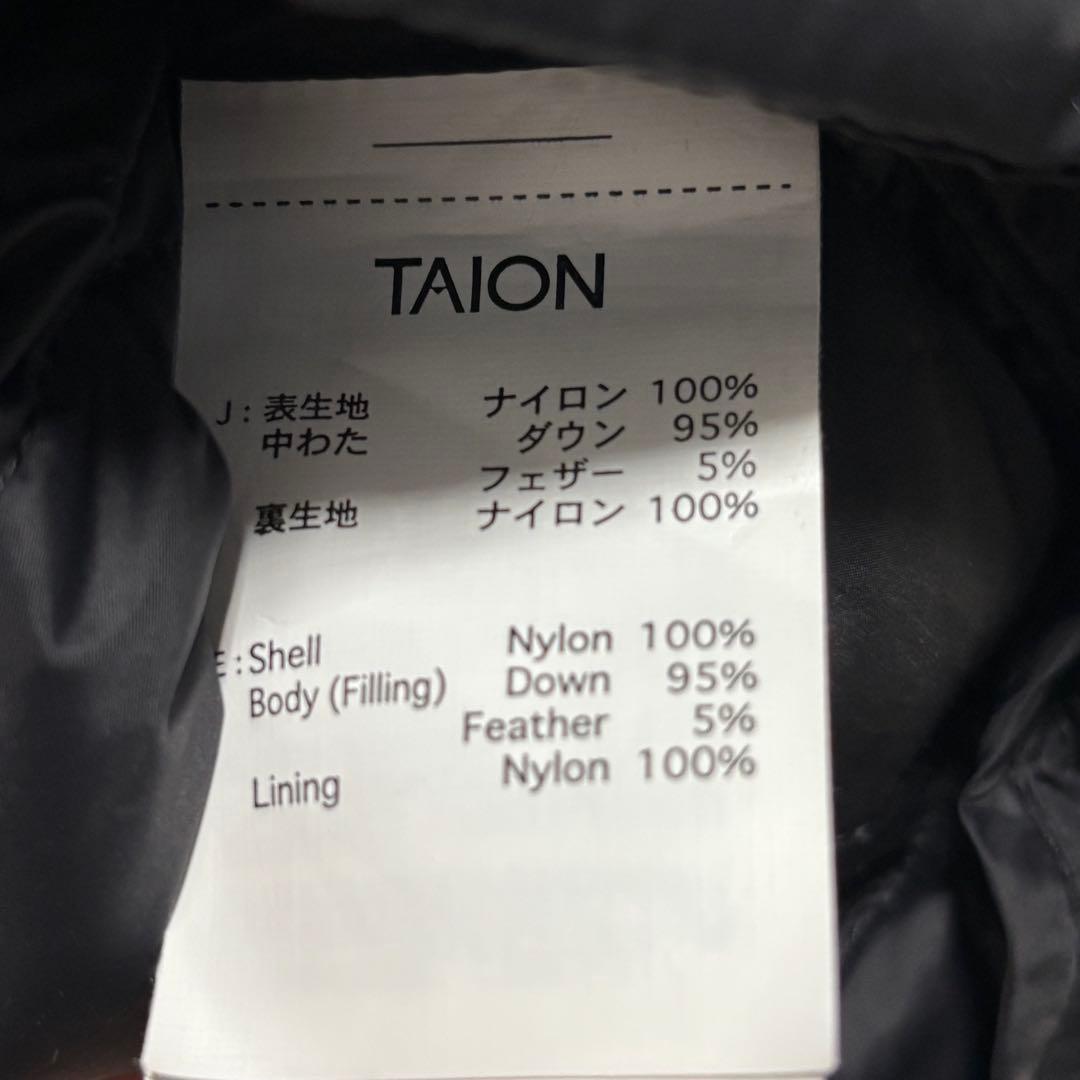 TAION
J : 表生地 ナイロン 100%
中わた ダウン 95%
フェザー 5%
裏生地 ナイロン 100%
E : Shell Nylon 100%
Body (Filling) Down 95%
Feather 5%
Lining Nylon 100%